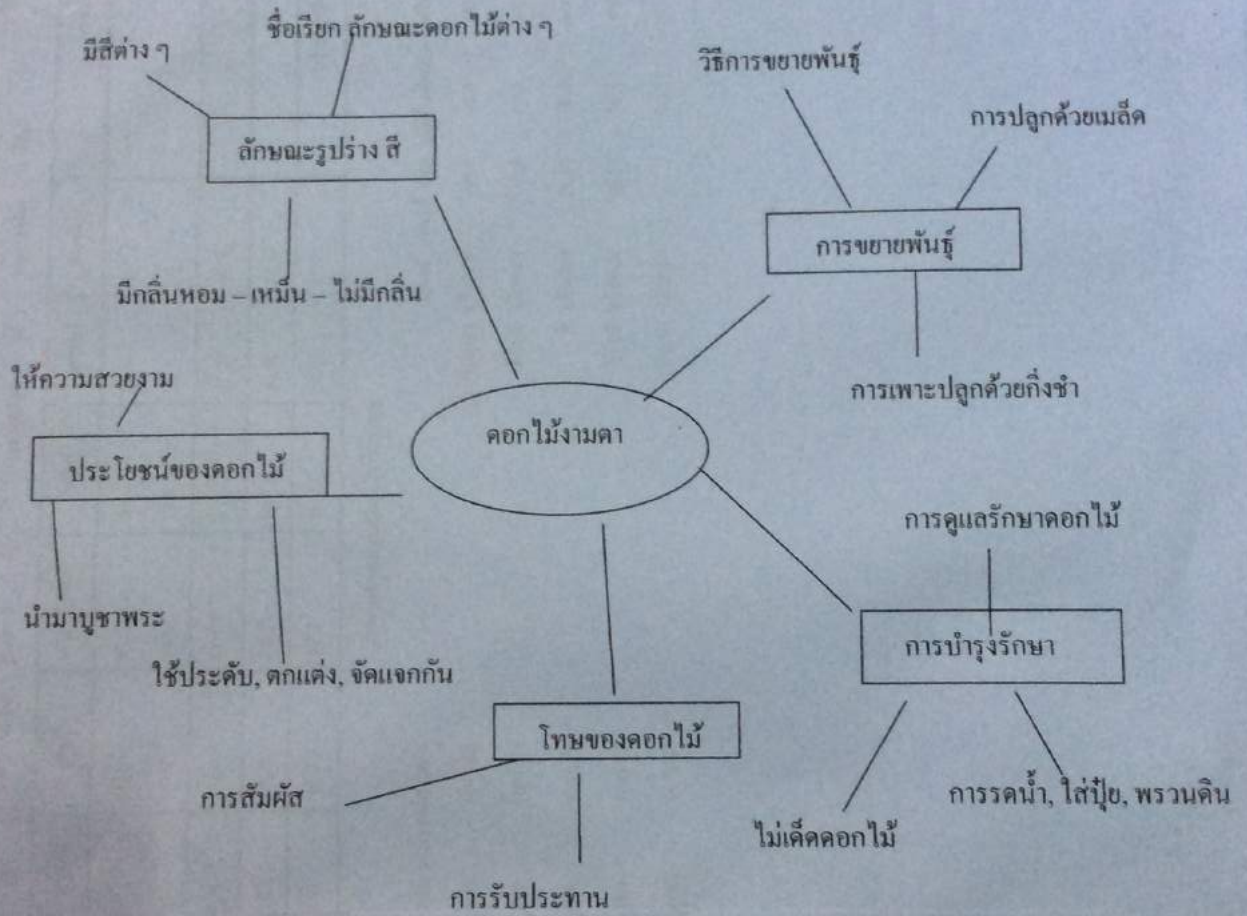 ชื่อเรียก ลักษณะดอกไม้ต่าง ๆ
มีสีต่าง ๆ
ลักษณะรูปร่าง สี
มีกลิ่นหอม – เหม็น – ไม่มีกลิ่น
วิธีการขยายพันธุ์
การปลูกด้วยเมล็ด
การขยายพันธุ์
การเพาะปลูกด้วยกิ่งชำ
ให้ความสวยงาม
ประโยชน์ของดอกไม้
นำมาบูชาพระ
ใช้ประดับ, ตกแต่ง, จัดแจกกัน
ดอกไม้งามตา
การดูแลรักษาดอกไม้
การบำรุงรักษา
ไม่เด็ดดอกไม้
การรดน้ำ, ใส่ปุ๋ย, พรวนดิน
โทษของดอกไม้
การสัมผัส
การรับประทาน